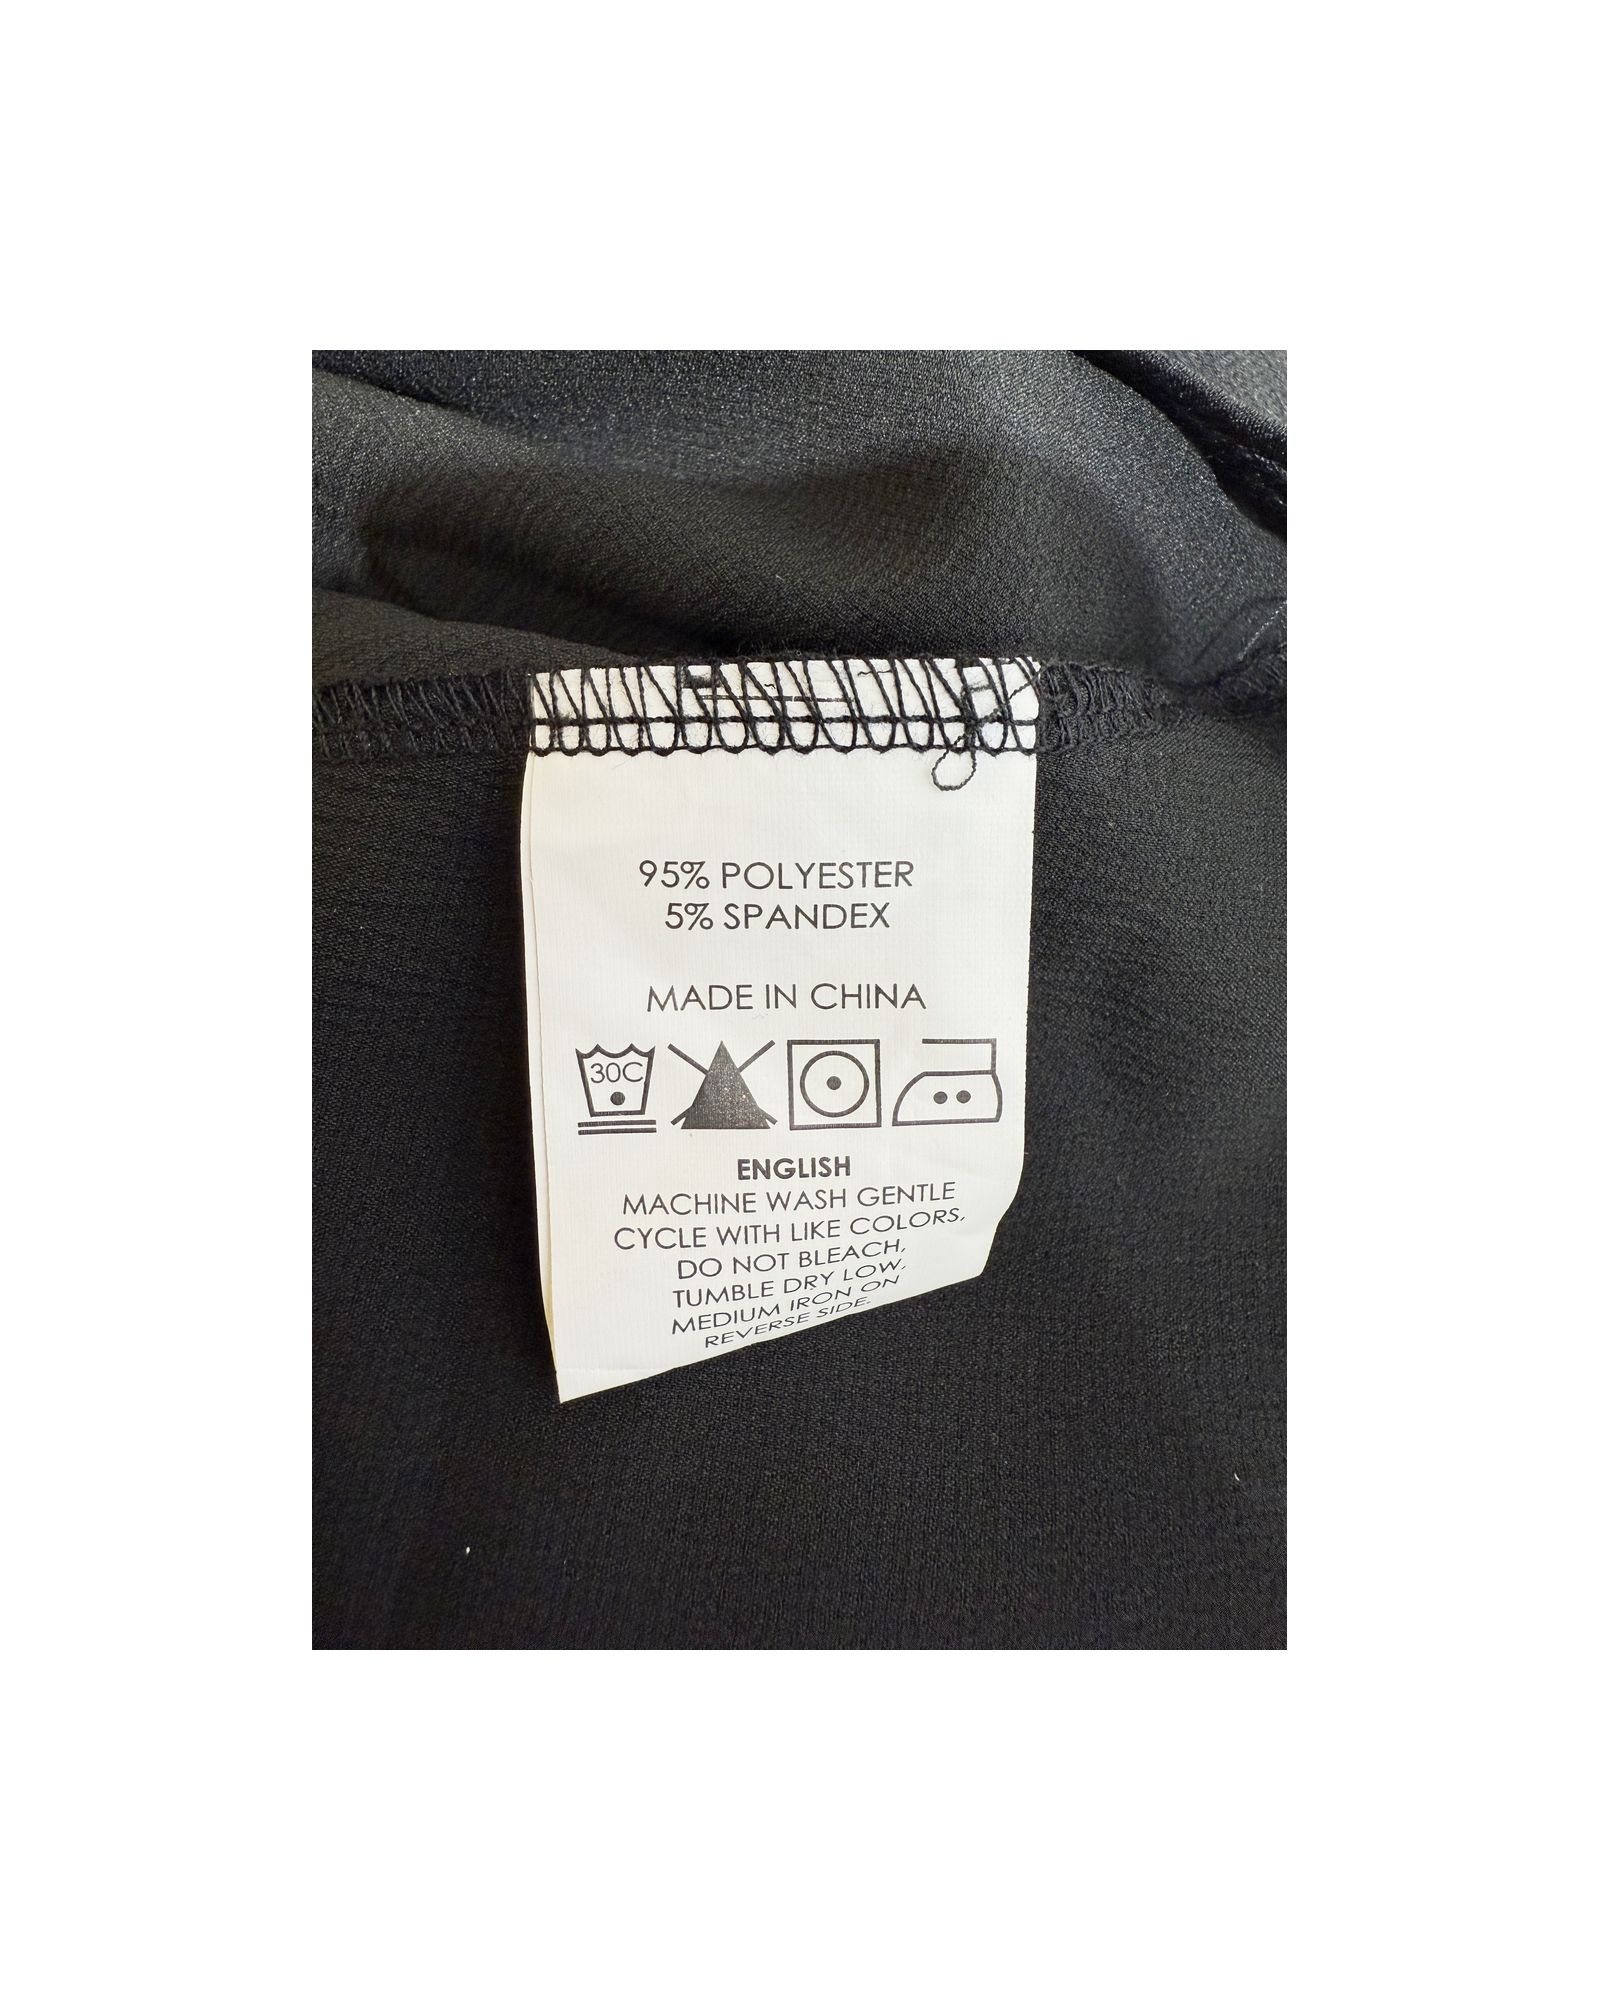 95% POLYESTER
5% SPANDEX
MADE IN CHINA
30C
ENGLISH
MACHINE WASH GENTLE
CYCLE WITH LIKE COLORS,
DO NOT BLEACH,
TUMBLE DRY LOW,
MEDIUM IRON ON
REVERSE SIDE.